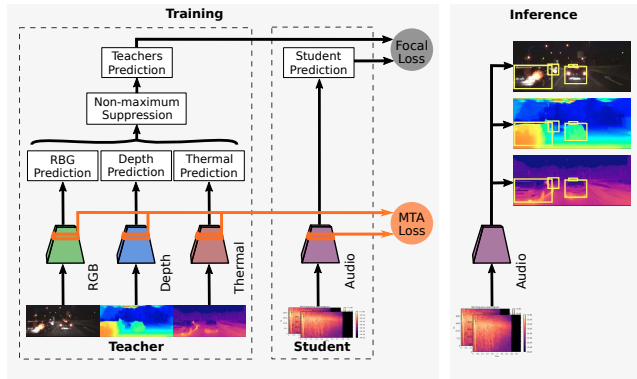 Training
Inference
Teachers
Prediction
Student
Prediction
Focal
Loss
Non-maximum
Suppression
RBG
Prediction
Depth
Prediction
Thermal
Prediction
MTA
Loss
RGB
Depth
Thermal
Audio
Audio
Teacher
Student